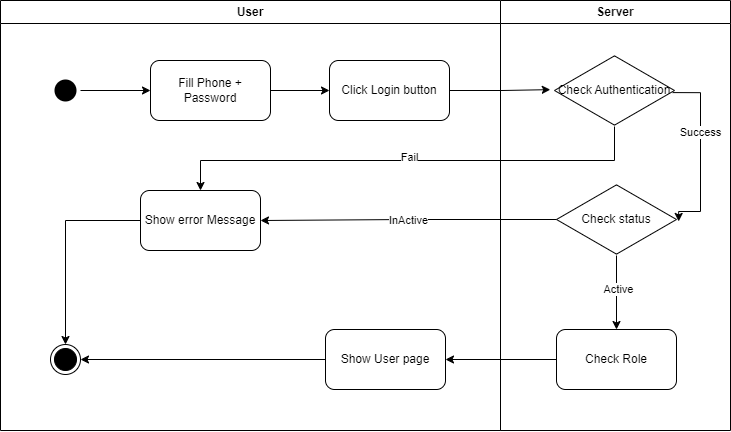 User
Server
Fill Phone +
Password
Click Login button
Check Authentication
Success
Fail
Show error Message
InActive
Check status
Active
Show User page
Check Role